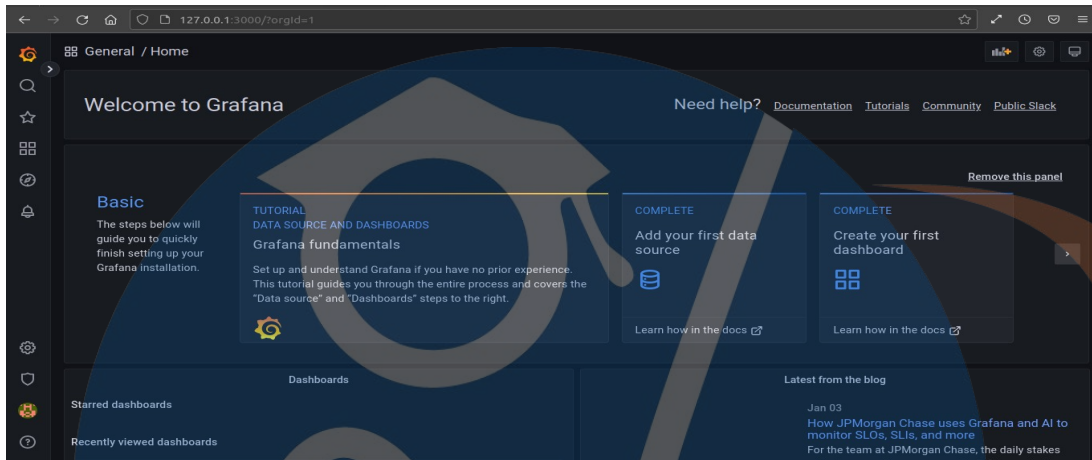 127.0.0.1:3000/?orgId=1
General / Home
Welcome to Grafana
Need help? Documentation Tutorials Community Public Slack
Remove this panel
Basic
The steps below will
guide you to quickly
finish setting up your
Grafana installation.
TUTORIAL
DATA SOURCE AND DASHBOARDS
Grafana fundamentals
Set up and understand Grafana if you have no prior experience.
This tutorial guides you through the entire process and covers the
"Data source" and "Dashboards" steps to the right.
COMPLETE
Add your first data
source
Learn how in the docs
COMPLETE
Create your first
dashboard
Learn how in the docs
Dashboards
Starred dashboards
Recently viewed dashboards
Latest from the blog
Jan 03
How JPMorgan Chase uses Grafana and AI to
monitor SLOs, SLIs, and more
For the team at JPMorgan Chase, the daily stakes